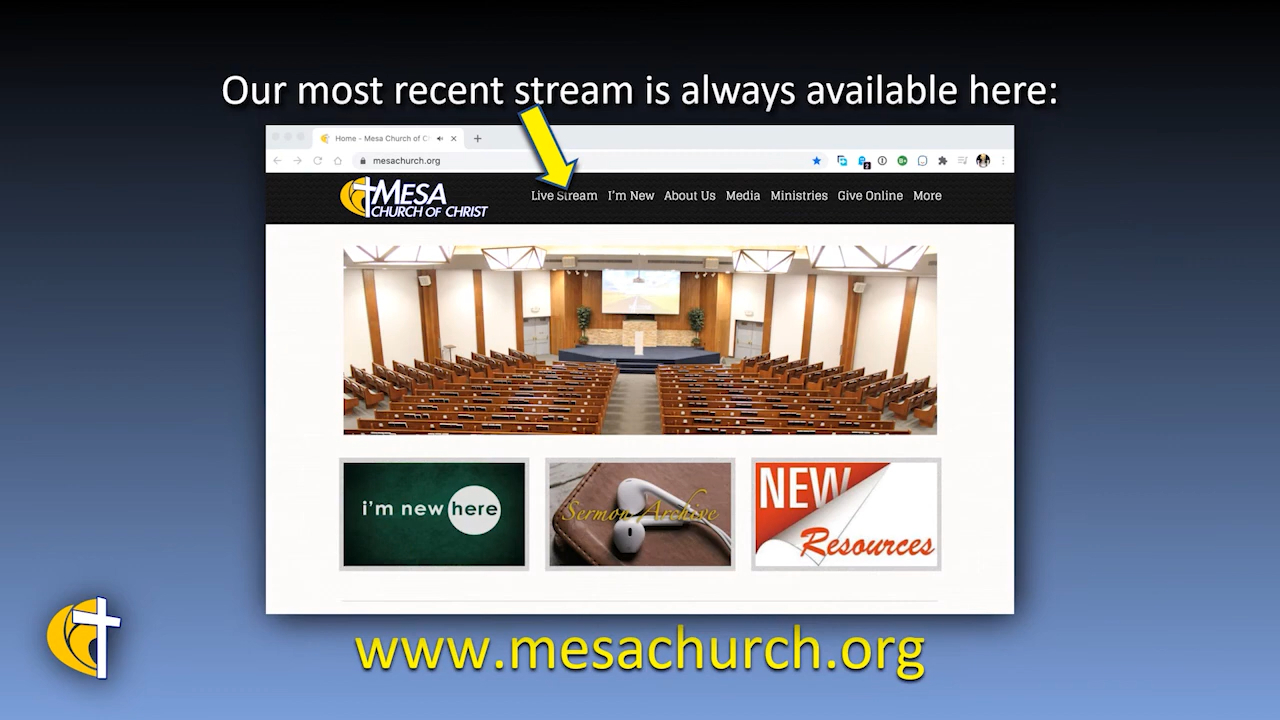 Our most recent stream is always available here:
Home - Mesa Church of C
mesachurch.org
2
MESA
CHURCH OF CHRIST
Live Stream I'm New About Us Media Ministries Give Online More
i'm new here
Sermon Archive
NEW
Resources
www.mesachurch.org